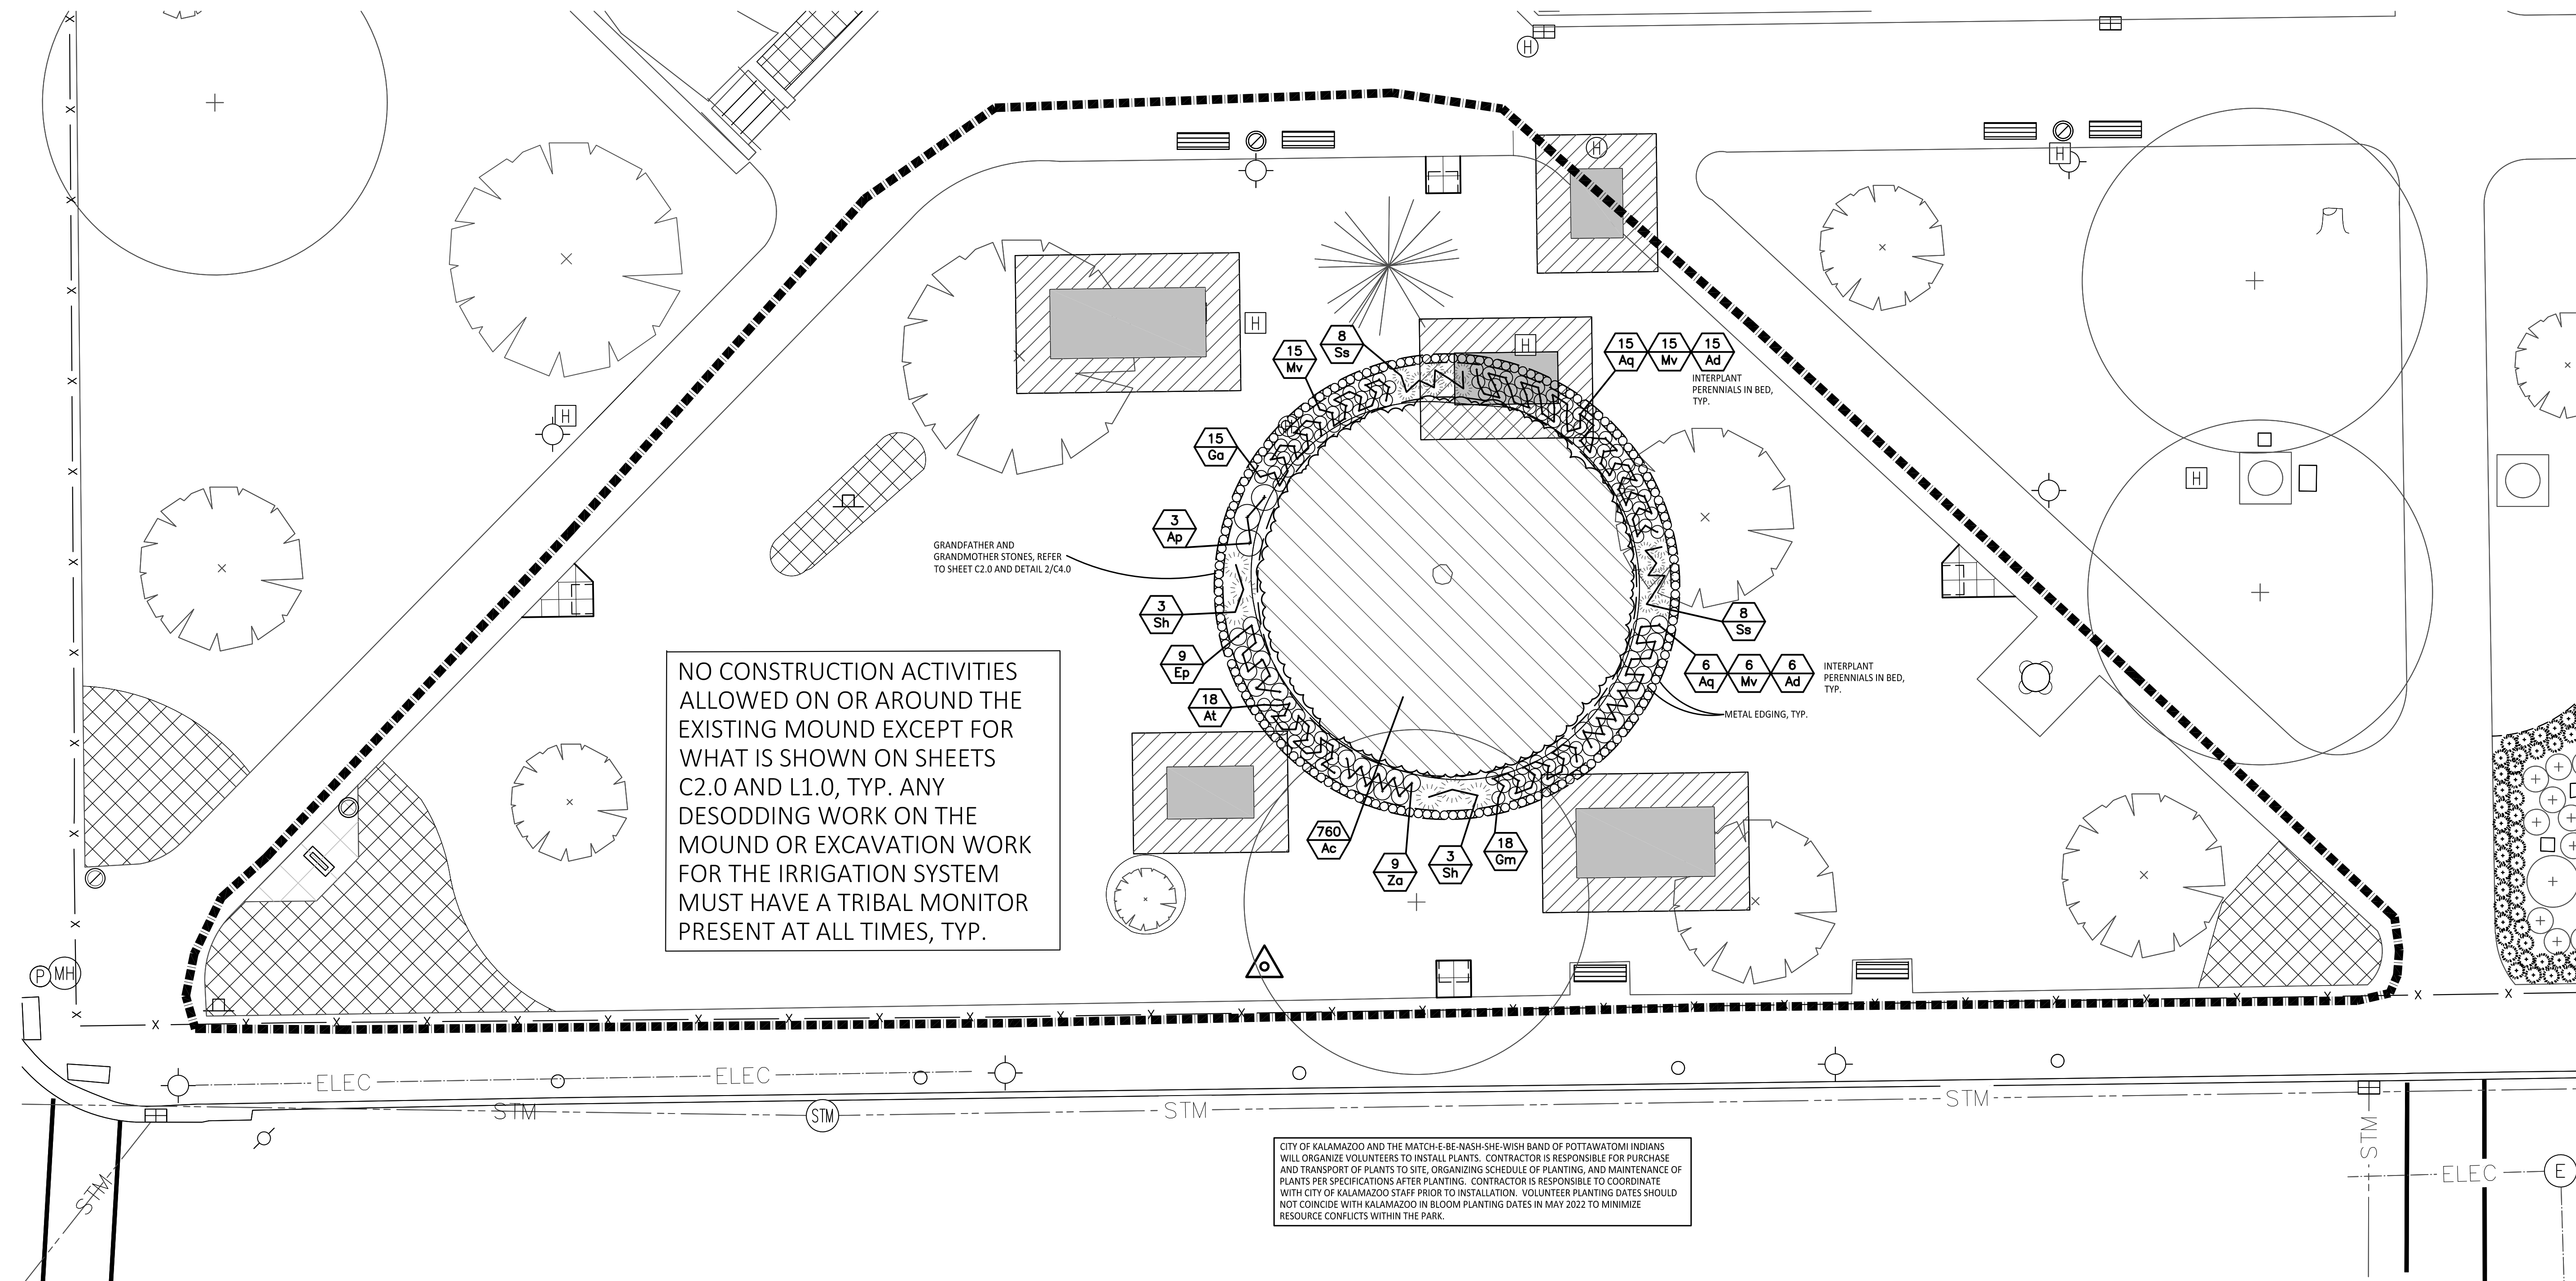 H
H
H
H
15
Mv
8
Ss
H
H
15
Aq
15
Mv
15
Ad
INTERPLANT
PERENNIALS IN BED,
TYP.
H
15
Ga
H
3
Ap
GRANDFATHER AND
GRANDMOTHER STONES, REFER
TO SHEET C2.0 AND DETAIL 2/C4.0
3
Sh
8
Ss
9
Ep
6
Aq
6
Mv
6
Ad
INTERPLANT
PERENNIALS IN BED,
TYP.
18
At
METAL EDGING, TYP.
NO CONSTRUCTION ACTIVITIES
ALLOWED ON OR AROUND THE
EXISTING MOUND EXCEPT FOR
WHAT IS SHOWN ON SHEETS
C2.0 AND L1.0, TYP. ANY
DESODDING WORK ON THE
MOUND OR EXCAVATION WORK
FOR THE IRRIGATION SYSTEM
MUST HAVE A TRIBAL MONITOR
PRESENT AT ALL TIMES, TYP.
760
Ac
9
Za
3
Sh
18
Gm
P
MH
ELEC
ELEC
STM
STM
STM
STM
STM
STM
ELEC
E
CITY OF KALAMAZOO AND THE MATCH-E-BE-NASH-SHE-WISH BAND OF POTTAWATOMI INDIANS
WILL ORGANIZE VOLUNTEERS TO INSTALL PLANTS.  CONTRACTOR IS RESPONSIBLE FOR PURCHASE
AND TRANSPORT OF PLANTS TO SITE, ORGANIZING SCHEDULE OF PLANTING, AND MAINTENANCE OF
PLANTS PER SPECIFICATIONS AFTER PLANTING.  CONTRACTOR IS RESPONSIBLE TO COORDINATE
WITH CITY OF KALAMAZOO STAFF PRIOR TO INSTALLATION.  VOLUNTEER PLANTING DATES SHOULD
NOT COINCIDE WITH KALAMAZOO IN BLOOM PLANTING DATES IN MAY 2022 TO MINIMIZE
RESOURCE CONFLICTS WITHIN THE PARK.